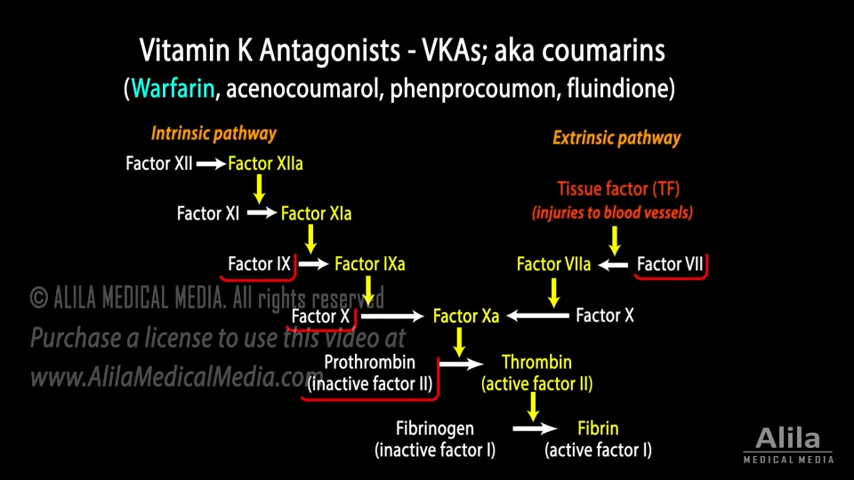 Vitamin K Antagonists - VKAs; aka coumarins
(Warfarin, acenocoumarol, phenprocoumon, fluindione)
Intrinsic pathway
Extrinsic pathway
Factor XII
Factor XIIa
Tissue factor (TF)
(injuries to blood vessels)
Factor XI
Factor XIa
Factor IX
Factor IXa
Factor VIIa
Factor VII
© ALILA MEDICAL MEDIA. All rights reserved
Factor X
Factor Xa
Factor X
Purchase a license to use this video at
www.AlilaMedicalMedia.com
Prothrombin
(inactive factor II)
Thrombin
(active factor II)
Fibrinogen
(inactive factor I)
Fibrin
(active factor I)
Alila
MEDICAL MEDIA